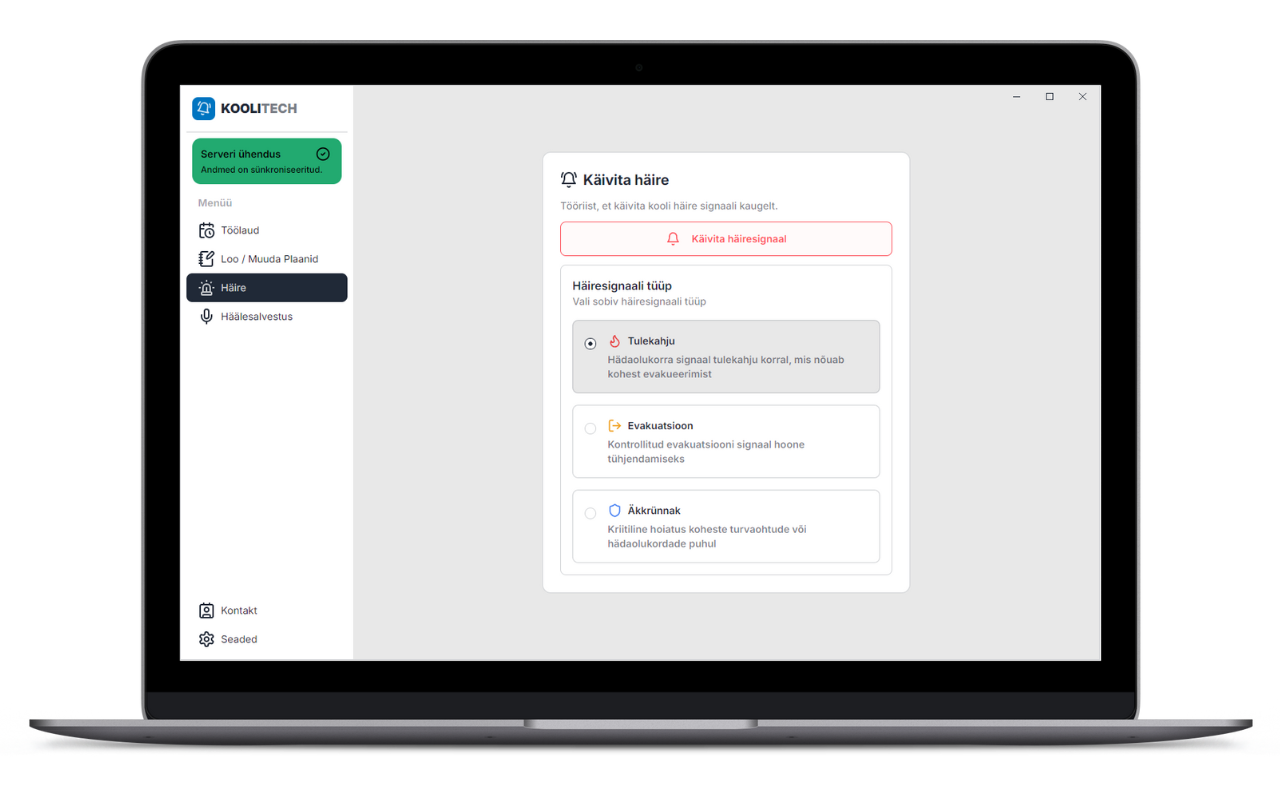 KOOLITECH
Serveri ühendus
Andmed on sünkroniseeritud.
Menüü
Töölaud
Loo / Muuda Plaanid
Häire
Häälesalvestus
Kontakt
Seaded
Käivita häire
Tööriist, et käivita kooli häire signaali kaugelt.
Käivita häiresignaal
Häiresignaali tüüp
Vali sobiv häiresignaali tüüp
Tulekahju
Hädaolukorra signaal tulekahju korral, mis nõuab
kohest evakueerimist
Evakuatsioon
Kontrollitud evakuatsiooni signaal hoone
tühjendamiseks
Äkkrünnak
Kriitiline hoiatus koheste turvaohtude või
hädaolukordade puhul